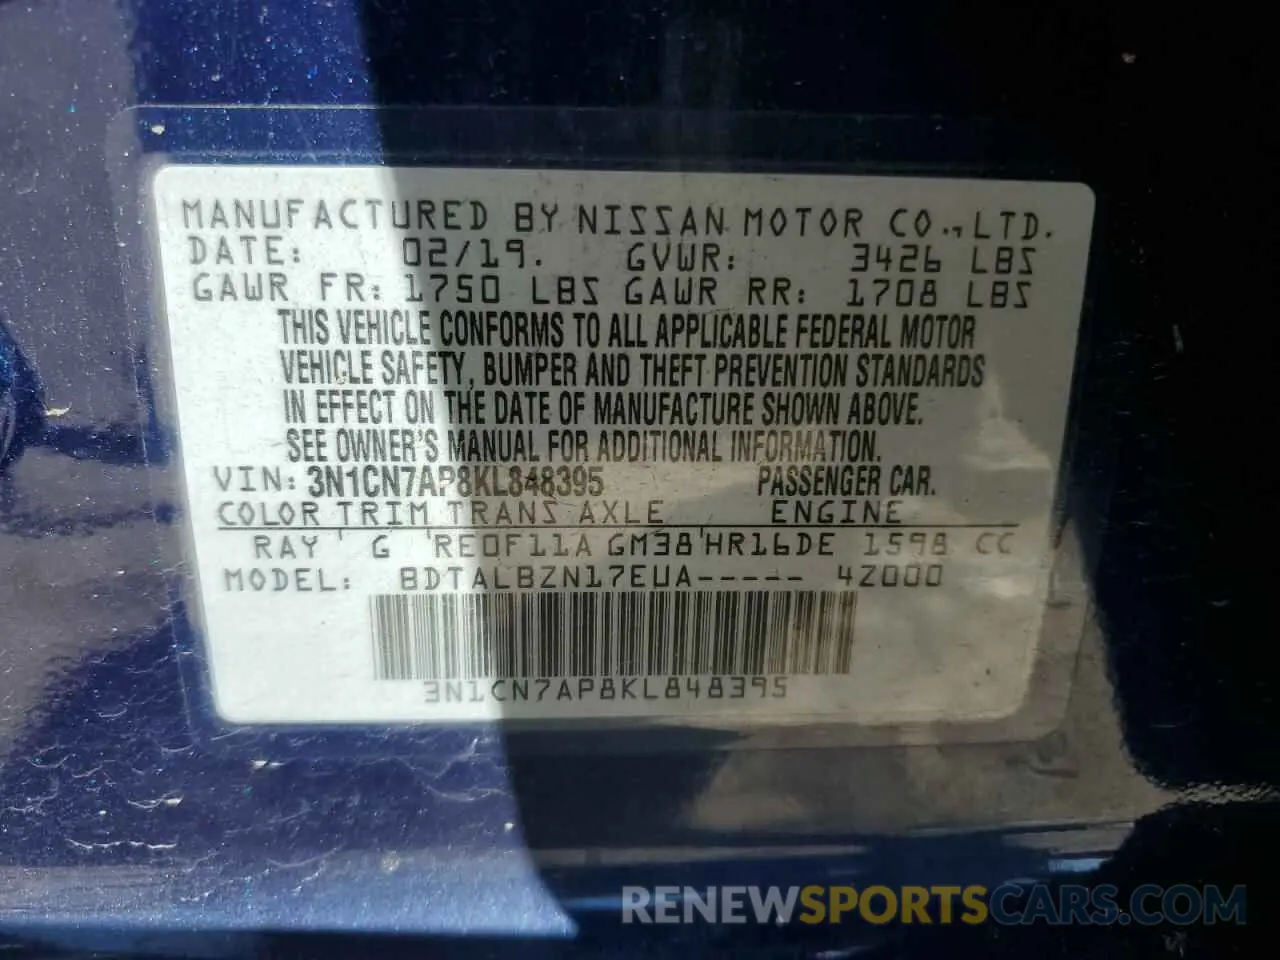 MANUFACTURED BY NISSAN MOTOR CO., LTD.
DATE: 02/19. GVWR: 3426 LBS
GAWR FR: 1750 LBS GAWR RR: 1708 LBS
THIS VEHICLE CONFORMS TO ALL APPLICABLE FEDERAL MOTOR
VEHICLE SAFETY, BUMPER AND THEFT PREVENTION STANDARDS
IN EFFECT ON THE DATE OF MANUFACTURE SHOWN ABOVE.
SEE OWNER'S MANUAL FOR ADDITIONAL INFORMATION.
VIN: 3N1CN7AP8KL848395 PASSENGER CAR.
COLOR TRIM TRANS AXLE ENGINE
RAY ' G ' RE0F11A GM38 ' HR16DE 1598 CC
MODEL: BDTALBZN17EUA----- 4Z000
3N1CN7AP8KL848395
RENEWSPORTSCARS.COM